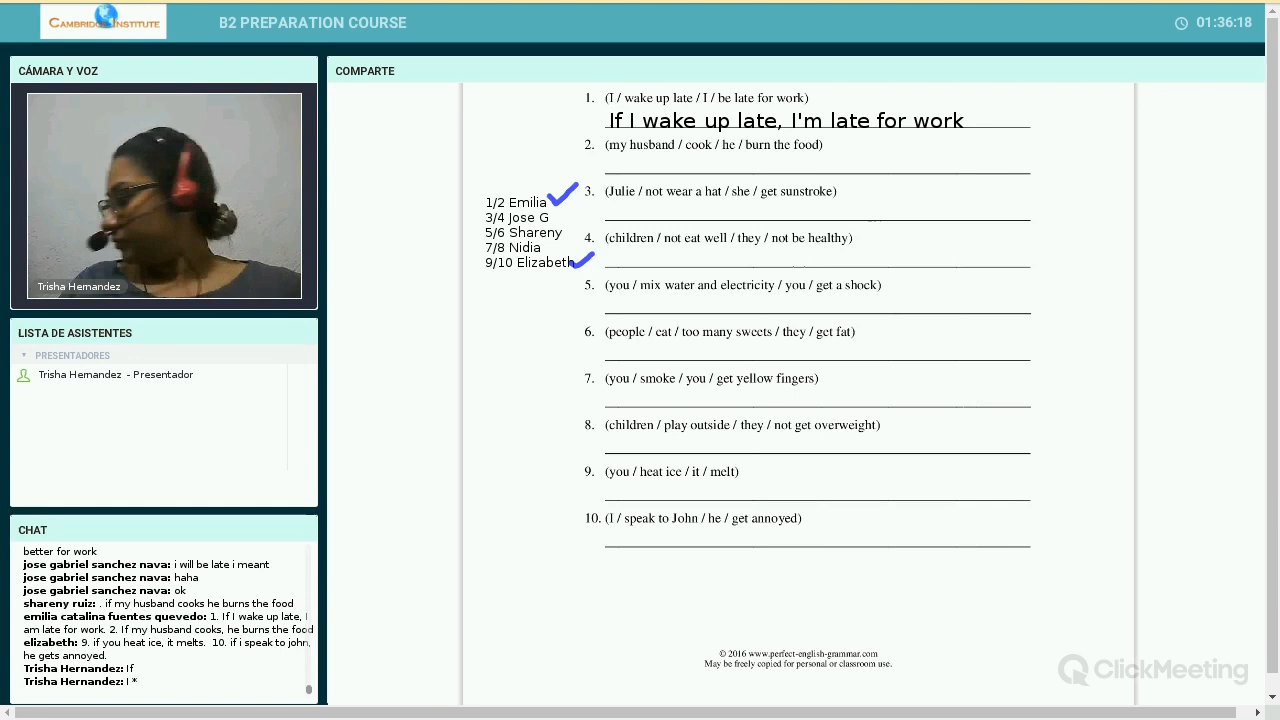 CAMBRIDGE INSTITUTE
B2 PREPARATION COURSE
01:36:18
CÁMARA Y VOZ
Trisha Hernandez
LISTA DE ASISTENTES
PRESENTADORES
Trisha Hernandez - Presentador
CHAT
better for work
jose gabriel sanchez nava: i will be late i meant
jose gabriel sanchez nava: haha
jose gabriel sanchez nava: ok
shareny ruiz: . if my husband cooks he burns the food
emilia catalina fuentes quevedo: 1. If I wake up late, I
am late for work. 2. If my husband cooks, he burns the food
elizabeth: 9. if you heat ice, it melts. 10. if i speak to john,
he gets annoyed.
Trisha Hernandez: If
Trisha Hernandez: I *
COMPARTE
1. (I / wake up late / I / be late for work)
If I wake up late, I'm late for work
2. (my husband / cook / he / burn the food)
3. (Julie / not wear a hat / she / get sunstroke)
1/2 Emilia
3/4 Jose G
5/6 Shareny
7/8 Nidia
9/10 Elizabeth
4. (children / not eat well / they / not be healthy)
5. (you / mix water and electricity / you / get a shock)
6. (people / eat / too many sweets / they / get fat)
7. (you / smoke / you / get yellow fingers)
8. (children / play outside / they / not get overweight)
9. (you / heat ice / it / melt)
10. (I / speak to John / he / get annoyed)
© 2016 www.perfect-english-grammar.com
May be freely copied for personal or classroom use.
ClickMeeting